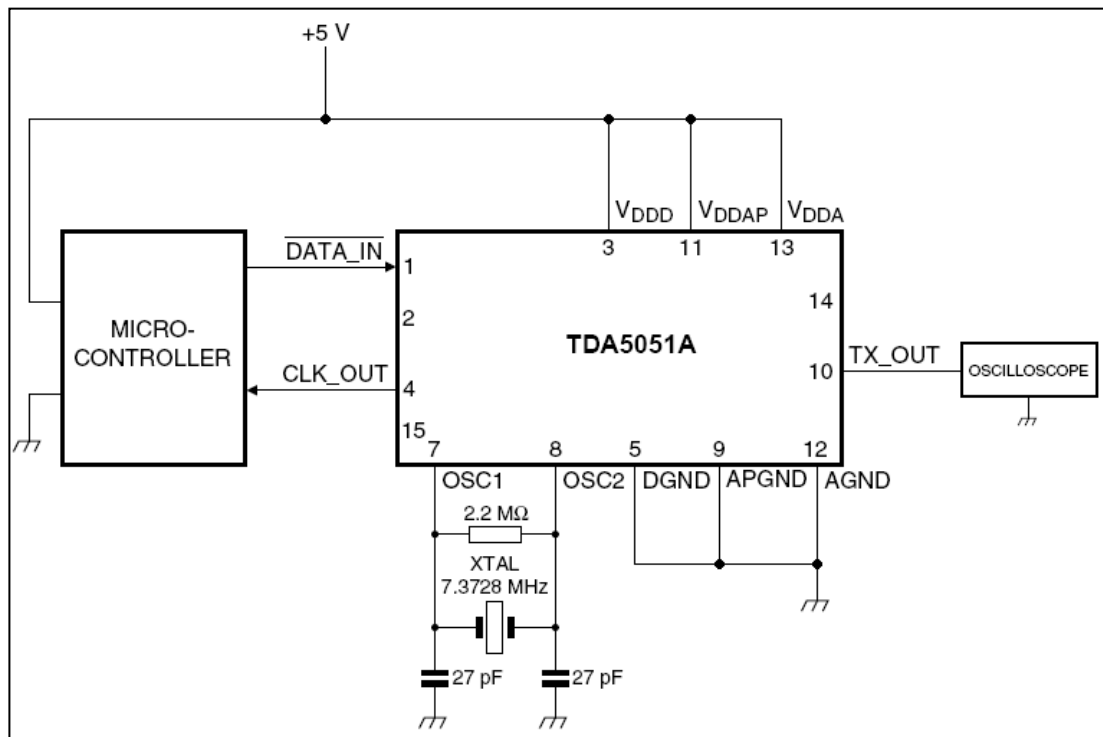 +5 V
VDDD
VDDAP
VDDA
3
11
13
DATA_IN
1
14
2
MICRO-
CONTROLLER
TDA5051A
TX_OUT
10
OSCILLOSCOPE
CLK_OUT
4
15
7
8
5
9
12
OSC1
OSC2
DGND
APGND
AGND
2.2 MΩ
XTAL
7.3728 MHz
27 pF
27 pF